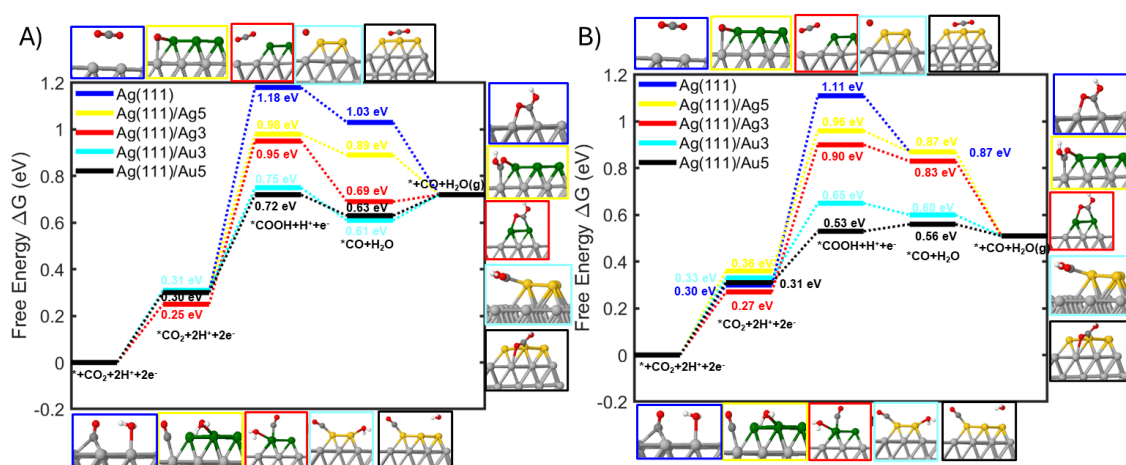 A)
Free Energy ΔG (eV)
1.2
1
0.8
0.6
0.4
0.2
0
-0.2
Ag(111)
Ag(111)/Ag5
Ag(111)/Ag3
Ag(111)/Au3
Ag(111)/Au5
1.18 eV
1.03 eV
0.98 eV
0.95 eV
0.89 eV
0.75 eV
0.72 eV
0.69 eV
0.63 eV
0.61 eV
*+CO+H₂O(g)
*COOH+H⁺+e⁻
*CO+H₂O
0.31 eV
0.30 eV
0.25 eV
*CO₂+2H⁺+2e⁻
*+CO₂+2H⁺+2e⁻
B)
Free Energy ΔG (eV)
1.2
1
0.8
0.6
0.4
0.2
0
-0.2
Ag(111)
Ag(111)/Ag5
Ag(111)/Ag3
Ag(111)/Au3
Ag(111)/Au5
1.11 eV
0.96 eV
0.90 eV
0.87 eV
0.87 eV
0.83 eV
0.65 eV
0.60 eV
0.53 eV
0.56 eV
*COOH+H⁺+e⁻
*CO+H₂O
*+CO+H₂O(g)
0.36 eV
0.33 eV
0.31 eV
0.30 eV
0.27 eV
*CO₂+2H⁺+2e⁻
*+CO₂+2H⁺+2e⁻